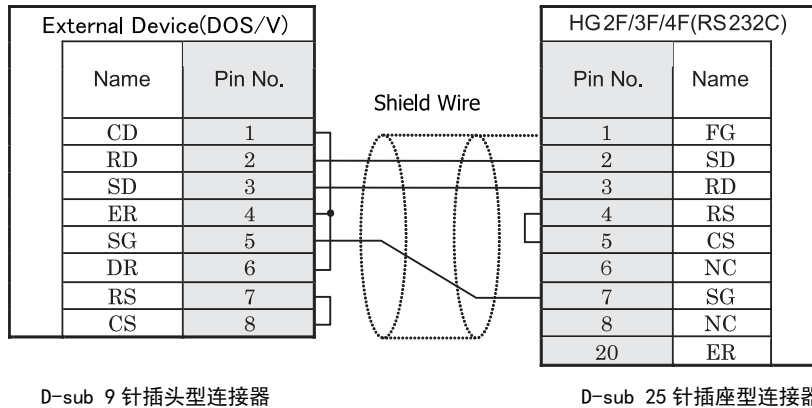 External Device(DOS/V)
HG2F/3F/4F(RS232C)
Name Pin No.
Pin No. Name
Shield Wire
CD 1
RD 2
SD 3
ER 4
SG 5
DR 6
RS 7
CS 8
1 FG
2 SD
3 RD
4 RS
5 CS
6 NC
7 SG
8 NC
20 ER
D-sub 9 针插头型连接器
D-sub 25 针插座型连接器